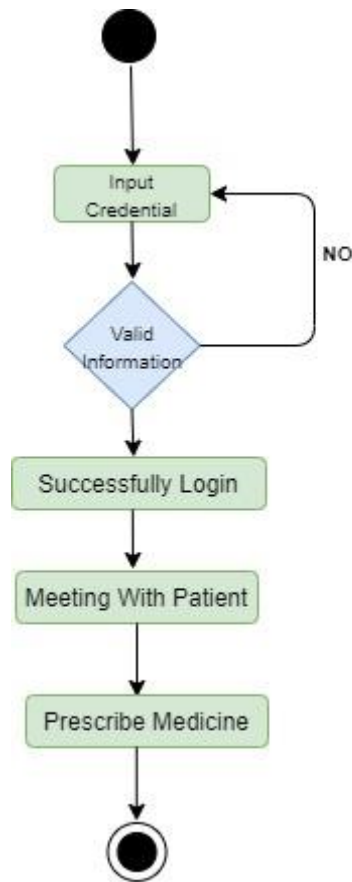 Input
Credential
NO
Valid
Information
Successfully Login
Meeting With Patient
Prescribe Medicine